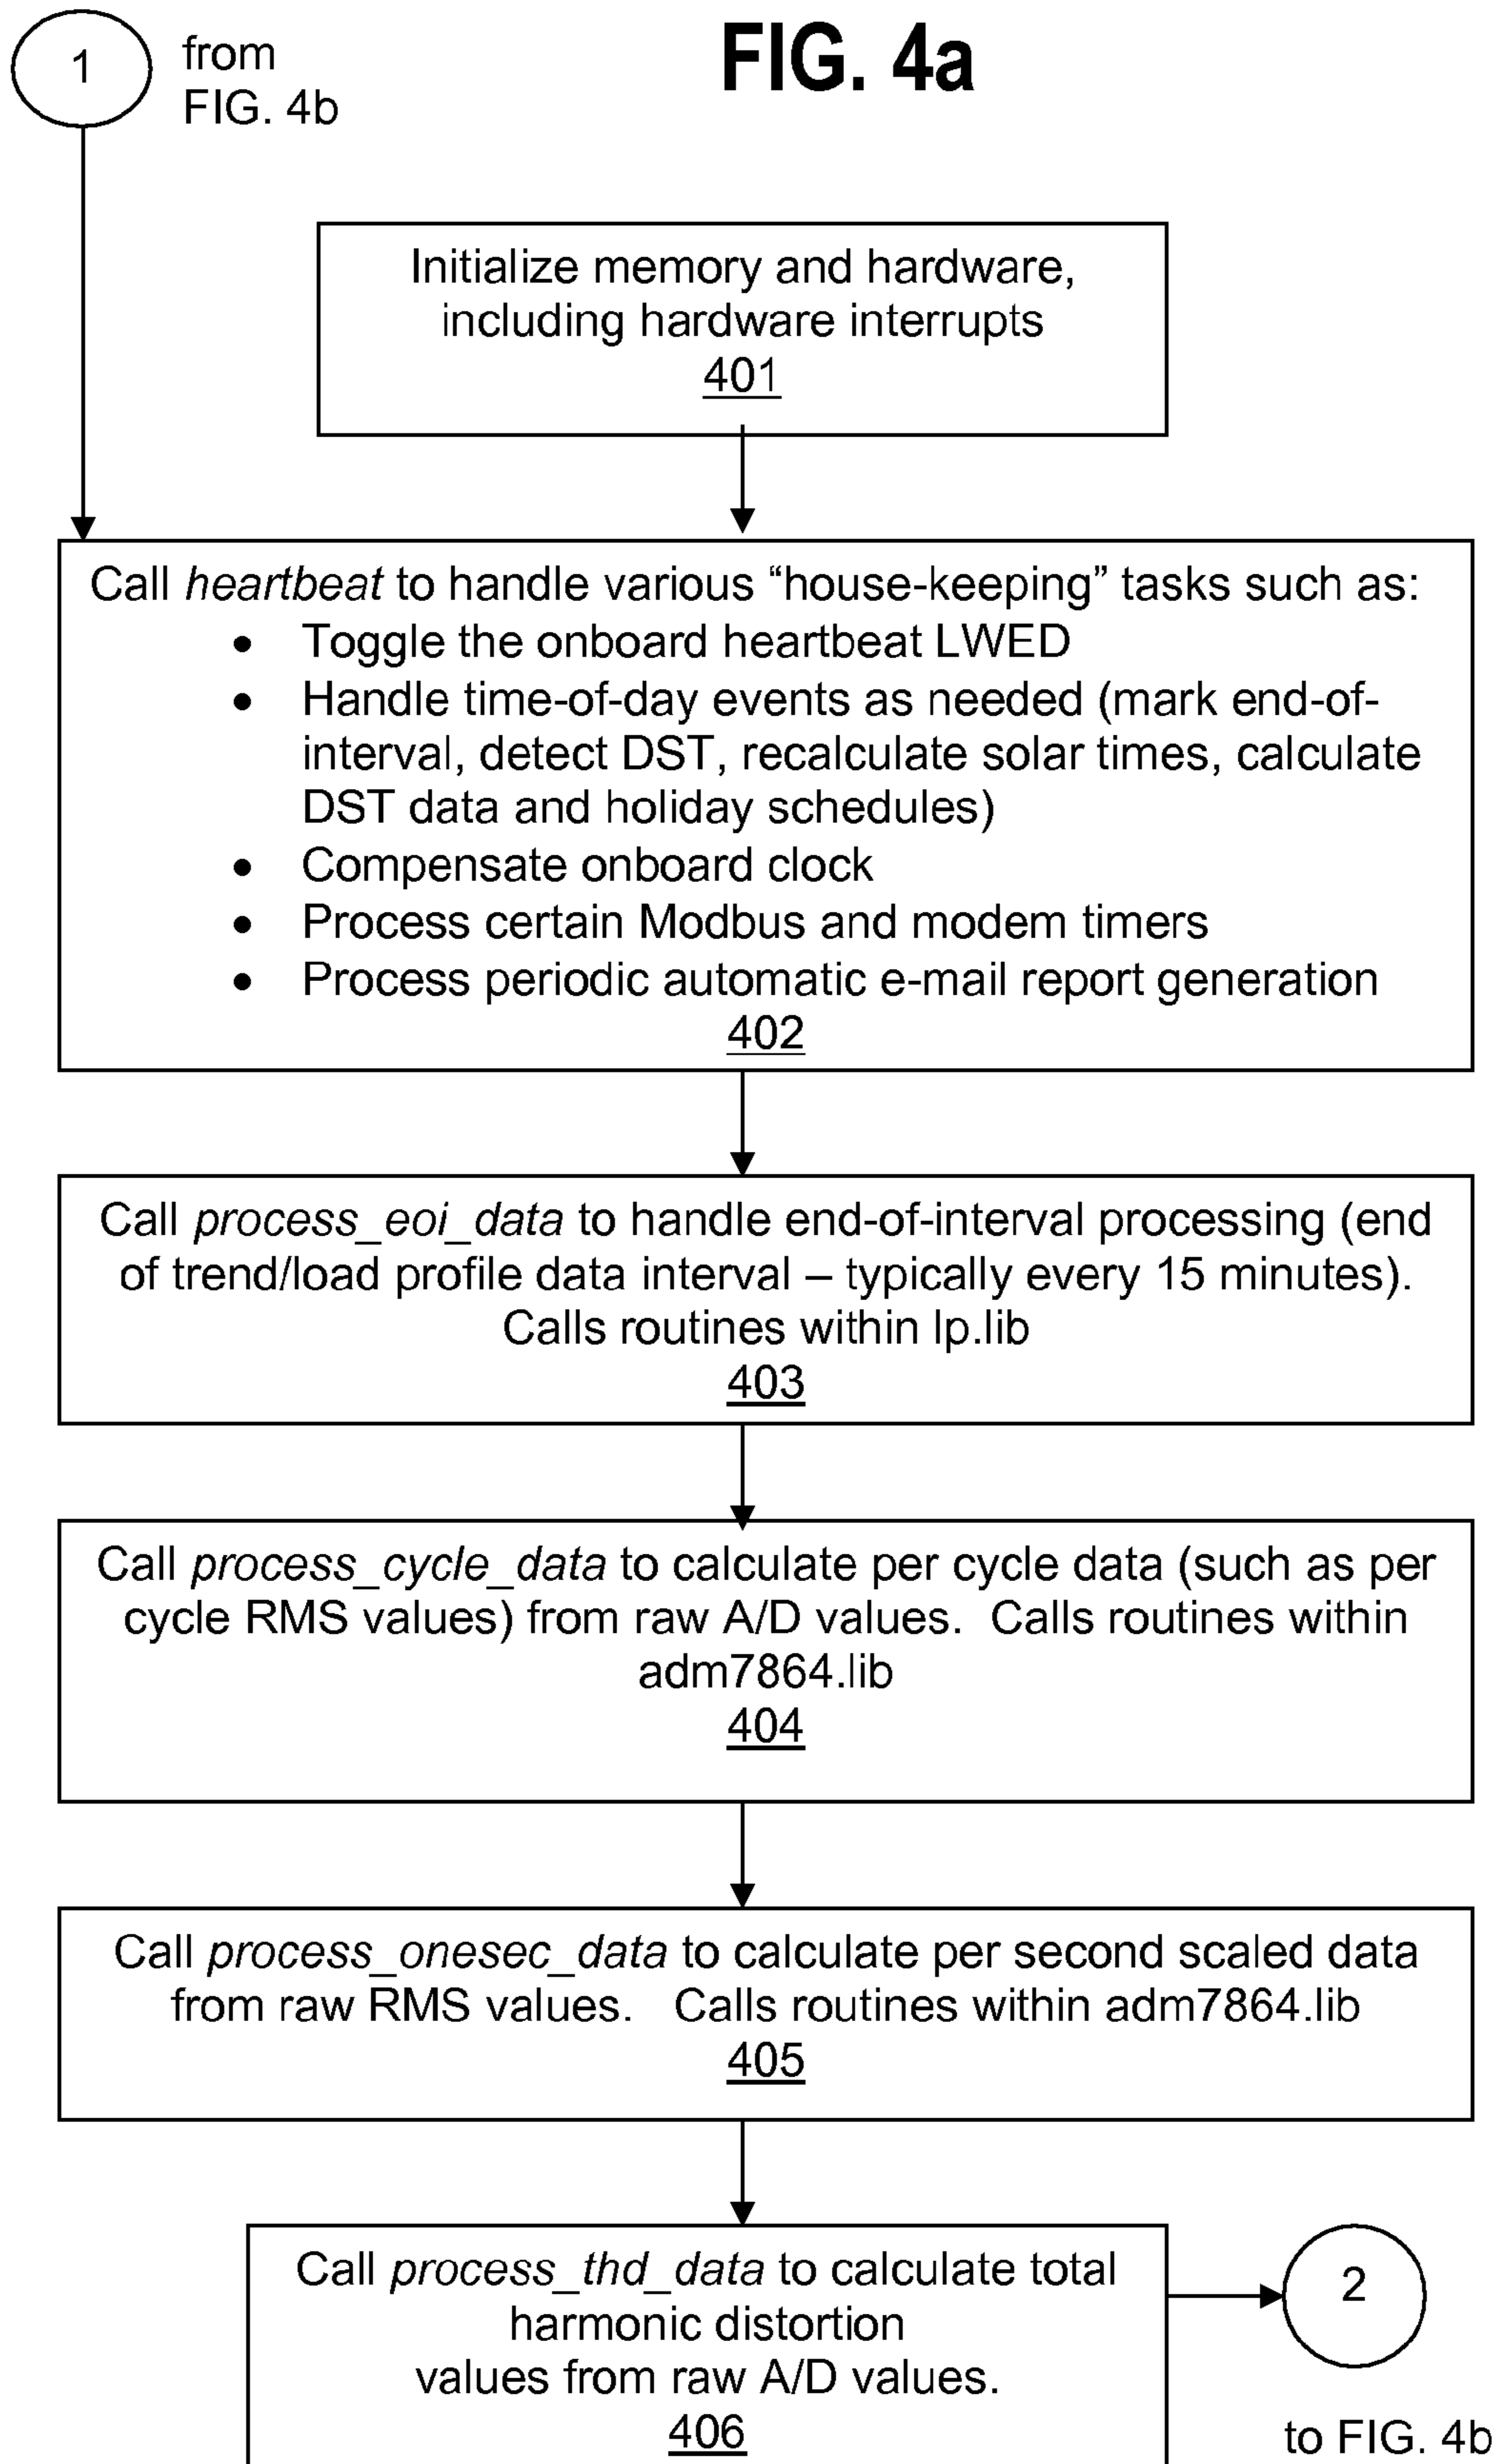 FIG. 4a
1
from
FIG. 4b
Initialize memory and hardware,
including hardware interrupts
401
Call heartbeat to handle various “house-keeping” tasks such as:
• Toggle the onboard heartbeat LWED
• Handle time-of-day events as needed (mark end-of-
interval, detect DST, recalculate solar times, calculate
DST data and holiday schedules)
• Compensate onboard clock
• Process certain Modbus and modem timers
• Process periodic automatic e-mail report generation
402
Call process_eoi_data to handle end-of-interval processing (end
of trend/load profile data interval – typically every 15 minutes).
Calls routines within lp.lib
403
Call process_cycle_data to calculate per cycle data (such as per
cycle RMS values) from raw A/D values. Calls routines within
adm7864.lib
404
Call process_onesec_data to calculate per second scaled data
from raw RMS values. Calls routines within adm7864.lib
405
Call process_thd_data to calculate total
harmonic distortion
values from raw A/D values.
406
2
to FIG. 4b